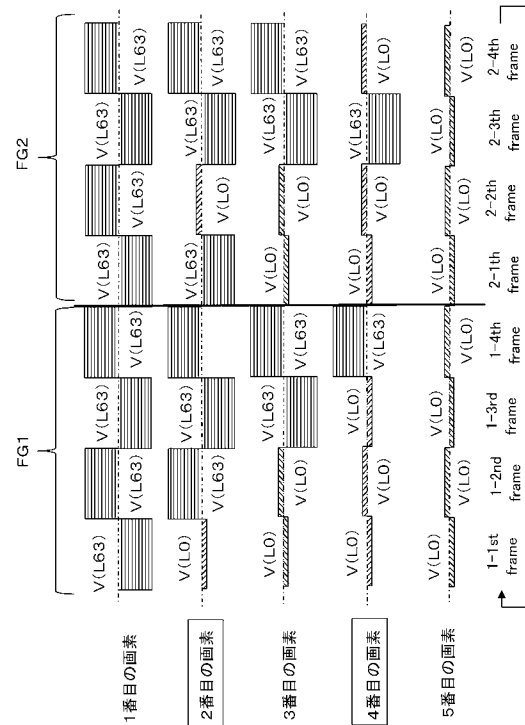 FG1 FG2
V(L63) V(L63) V(L63) V(L63)
1番目の画素
V(L63) V(L63) V(L63) V(L63)
V(L0) V(L63) V(L63) V(L63)
2番目の画素
V(L63) V(L0) V(L63)
V(L0) V(L63) V(L0) V(L63)
3番目の画素
V(L0) V(L63) V(L0) V(L63)
V(L0) V(L0) V(L0) V(L63)
4番目の画素
V(L0) V(L63) V(L0) V(L0)
V(L0) V(L0) V(L0) V(L0)
5番目の画素
V(L0) V(L0) V(L0) V(L0)
1-1st 1-2nd 1-3rd 1-4th 2-1th 2-2th 2-3th 2-4th
frame frame frame frame frame frame frame frame